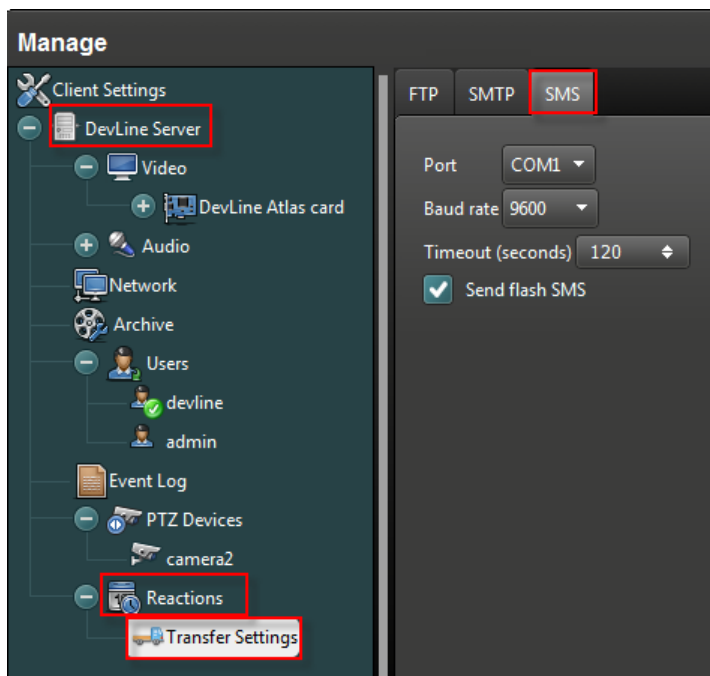 Manage
Client Settings
DevLine Server
Video
DevLine Atlas card
Audio
Network
Archive
Users
devline
admin
Event Log
PTZ Devices
camera2
Reactions
Transfer Settings
FTP SMTP SMS
Port COM1
Baud rate 9600
Timeout (seconds) 120
Send flash SMS